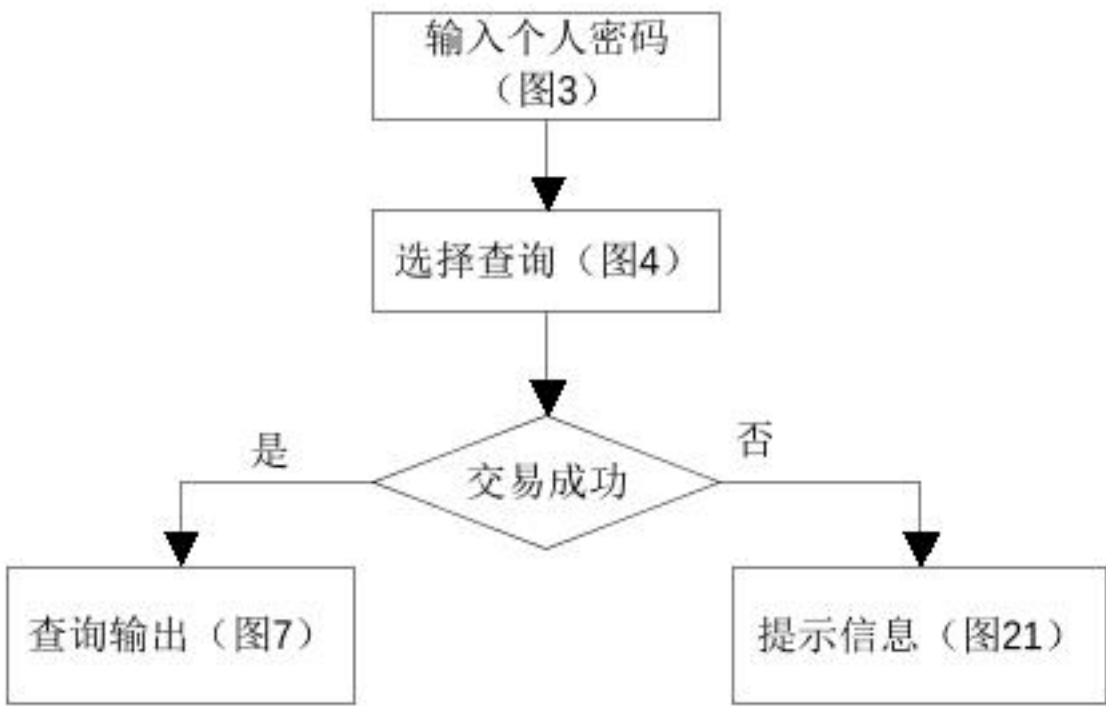 输入个人密码
（图3）
选择查询（图4）
是
否
交易成功
查询输出（图7）
提示信息（图21）